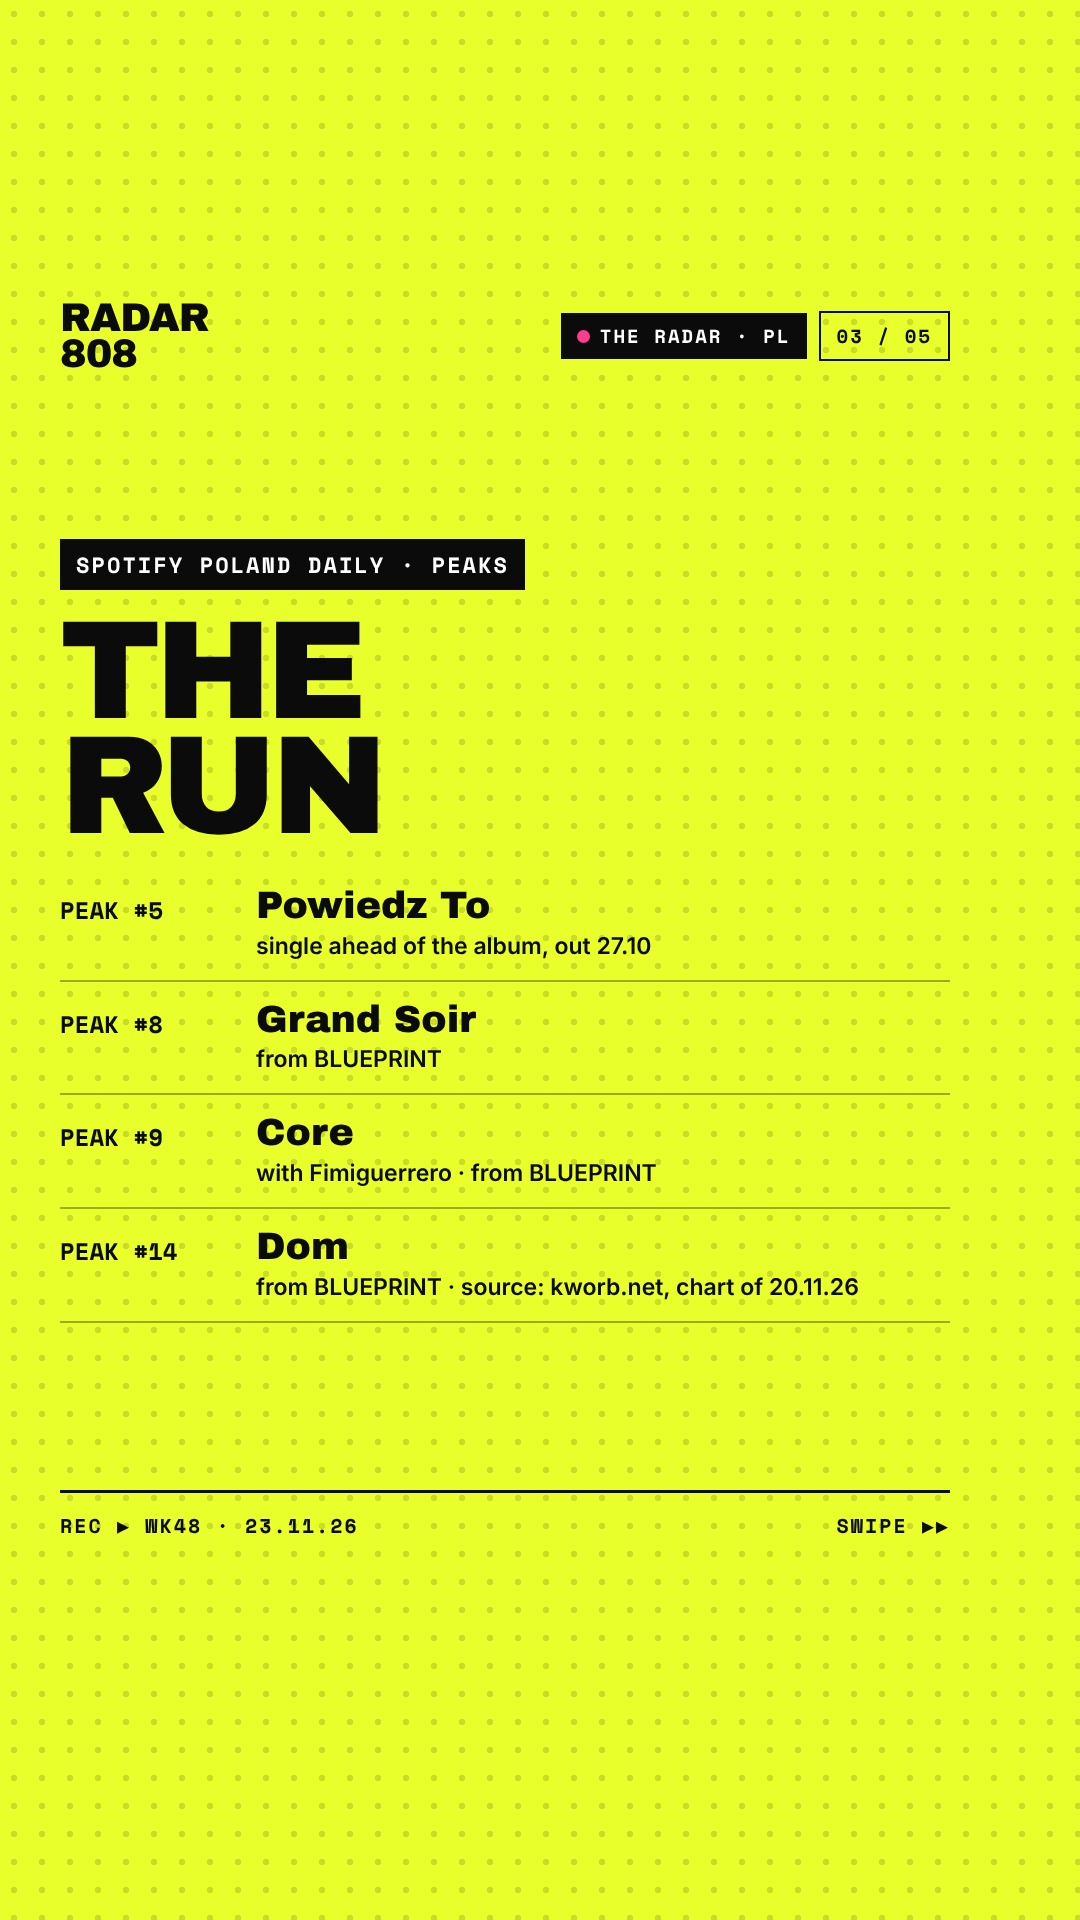 RADAR
808
THE RADAR · PL
03 / 05
SPOTIFY POLAND DAILY · PEAKS
THE
RUN
PEAK #5
Powiedz To
single ahead of the album, out 27.10
PEAK #8
Grand Soir
from BLUEPRINT
PEAK #9
Core
with Fimiguerrero · from BLUEPRINT
PEAK #14
Dom
from BLUEPRINT · source: kworb.net, chart of 20.11.26
REC ▶ WK48 · 23.11.26
SWIPE ▶▶